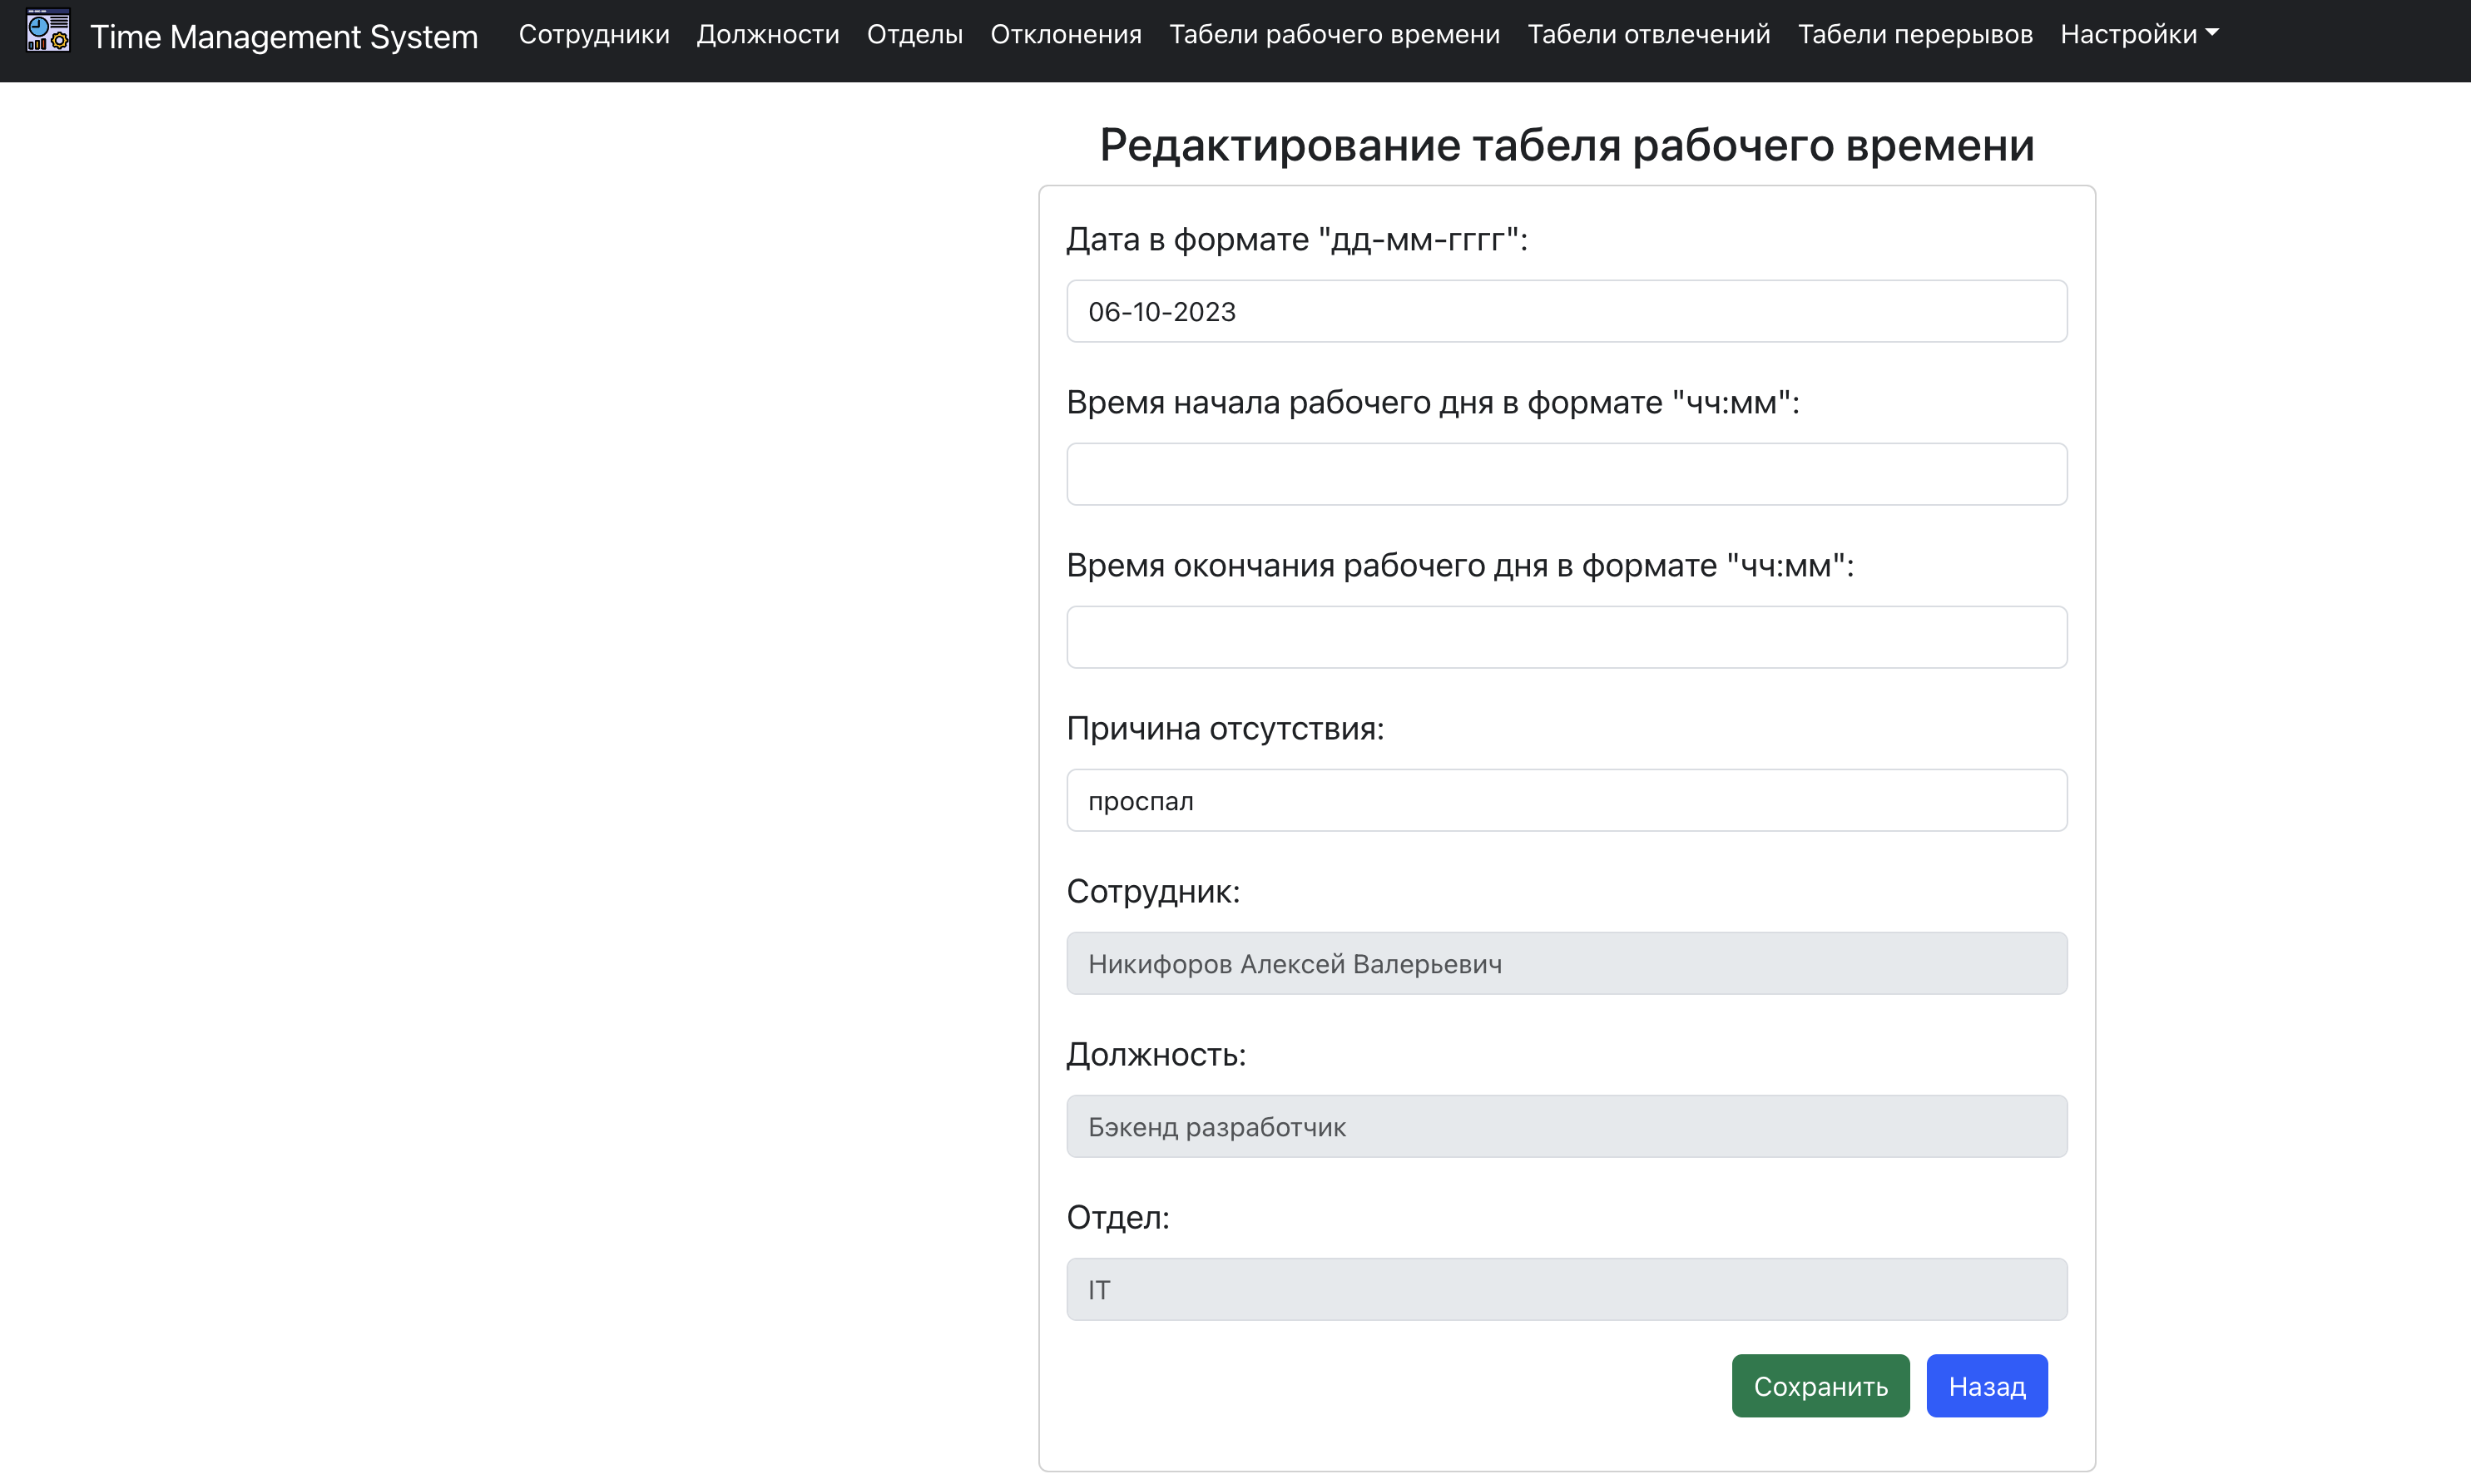 Time Management System Сотрудники Должности Отделы Отклонения Табели рабочего времени Табели отвлечений Табели перерывов Настройки
Редактирование табеля рабочего времени
Дата в формате "дд-мм-гггг":
06-10-2023
Время начала рабочего дня в формате "чч:мм":
Время окончания рабочего дня в формате "чч:мм":
Причина отсутствия:
проспал
Сотрудник:
Никифоров Алексей Валерьевич
Должность:
Бэкенд разработчик
Отдел:
IT
Сохранить Назад